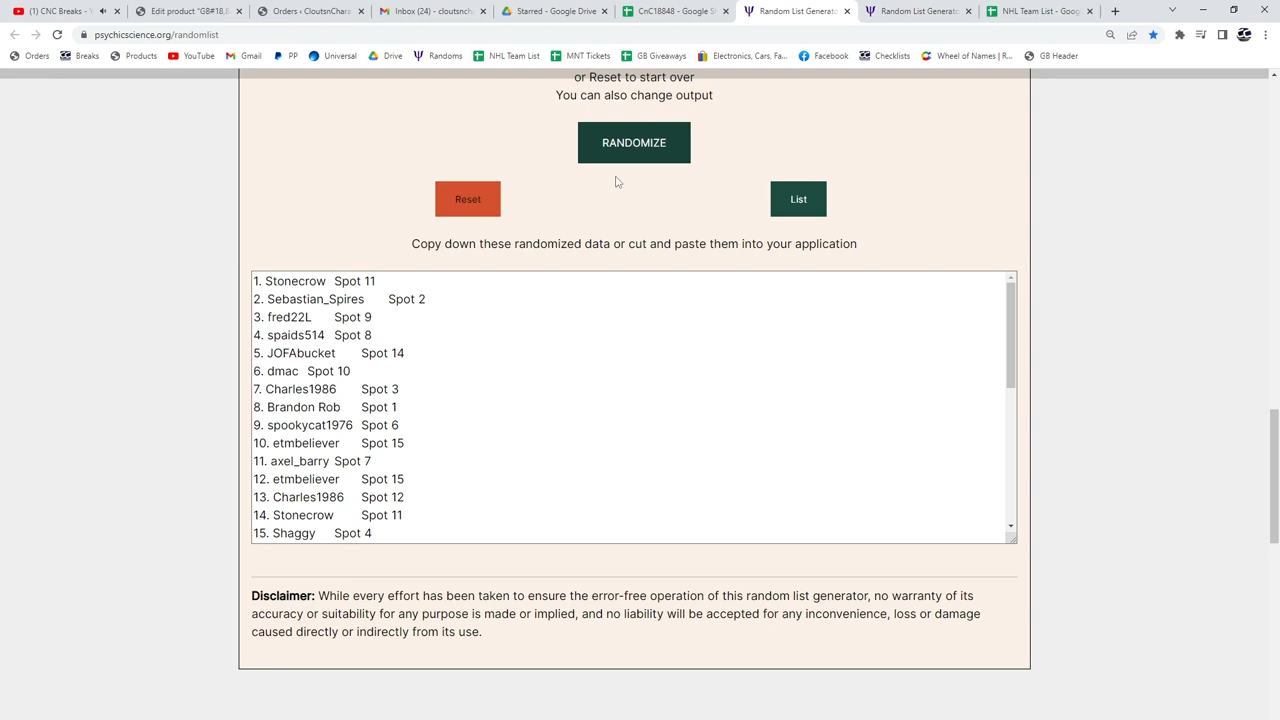 (1) CNC Breaks - Y
Edit product "GB#18,8
Orders ‹ CloutsnChara
Inbox (24) - cloutsnch
Starred - Google Drive
CnC18848 - Google Sh
Random List Generato
Random List Generato
NHL Team List - Goog
psychicscience.org/randomlist
Orders
Breaks
Products
YouTube
Gmail
PP
Universal
Drive
Randoms
NHL Team List
MNT Tickets
GB Giveaways
Electronics, Cars, Fa...
Facebook
Checklists
Wheel of Names | R...
GB Header
or Reset to start over
You can also change output
RANDOMIZE
Reset
List
Copy down these randomized data or cut and paste them into your application
1. Stonecrow Spot 11
2. Sebastian_Spires Spot 2
3. fred22L Spot 9
4. spaids514 Spot 8
5. JOFAbucket Spot 14
6. dmac Spot 10
7. Charles1986 Spot 3
8. Brandon Rob Spot 1
9. spookycat1976 Spot 6
10. etmbeliever Spot 15
11. axel_barry Spot 7
12. etmbeliever Spot 15
13. Charles1986 Spot 12
14. Stonecrow Spot 11
15. Shaggy Spot 4
Disclaimer: While every effort has been taken to ensure the error-free operation of this random list generator, no warranty of its
accuracy or suitability for any purpose is made or implied, and no liability will be accepted for any inconvenience, loss or damage
caused directly or indirectly from its use.